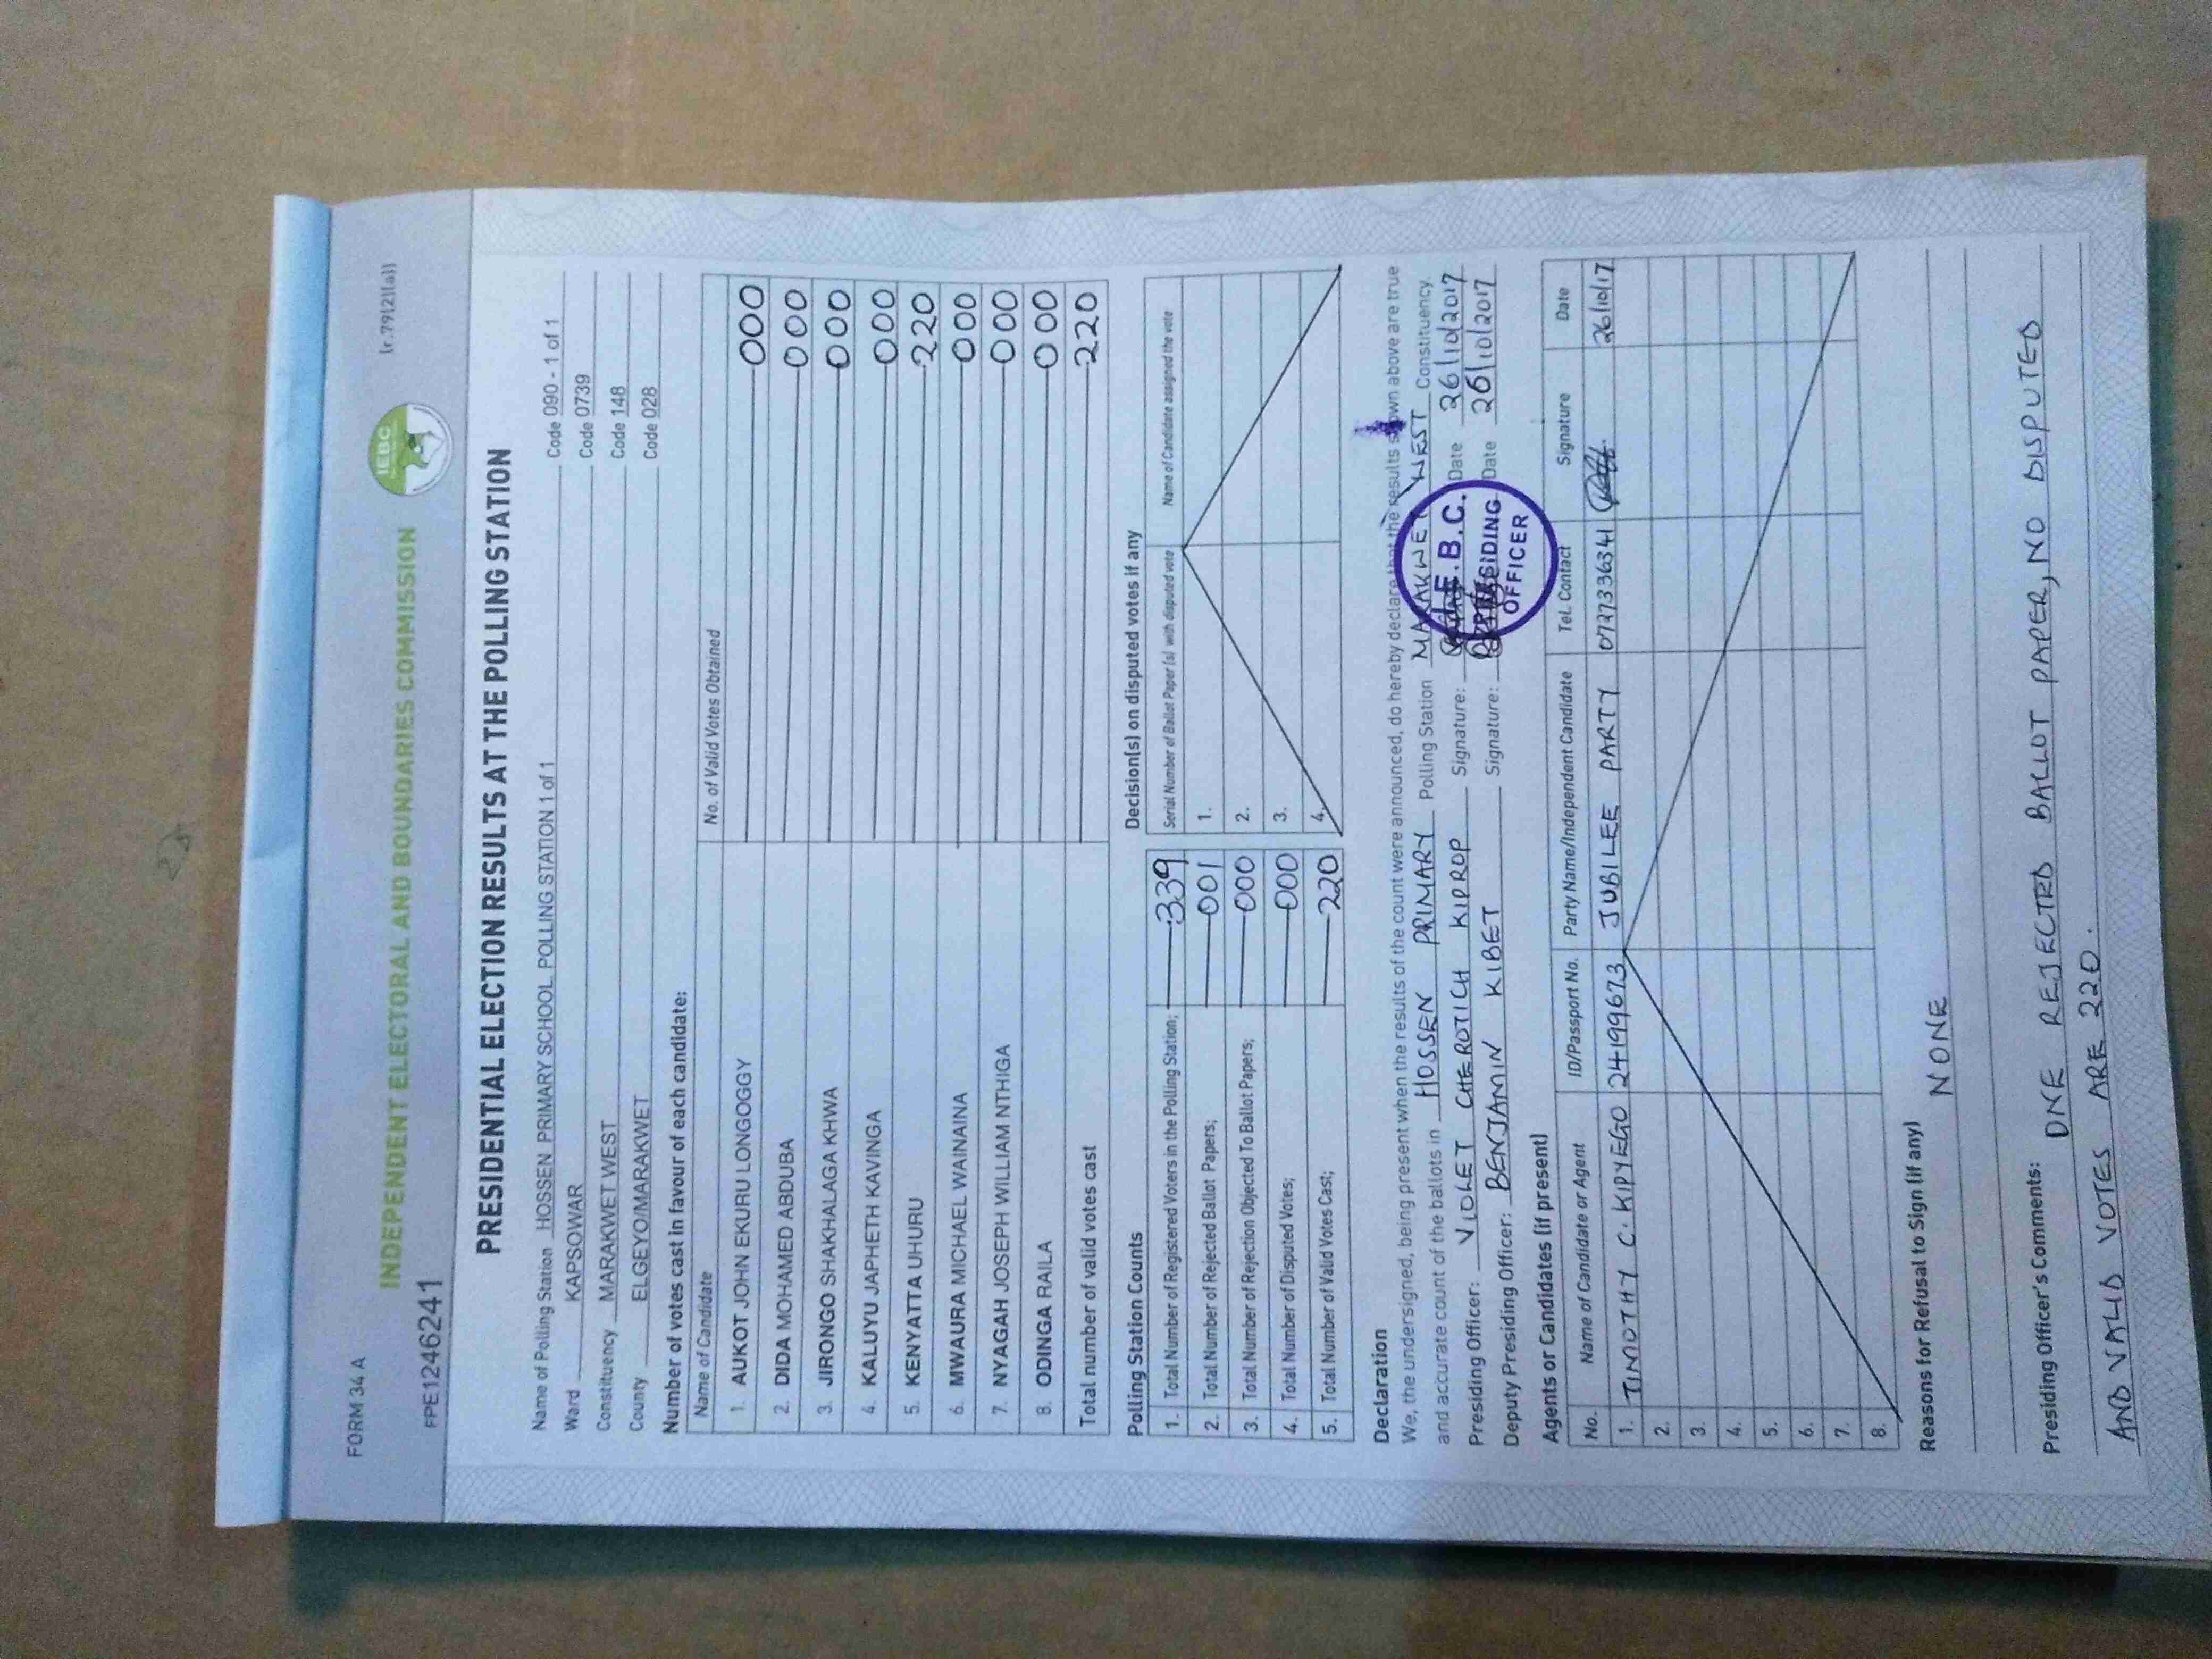 FORM 34 A
[r.79(2)(a)]
INDEPENDENT ELECTORAL AND BOUNDARIES COMMISSION
IEBC
FPE1246241
PRESIDENTIAL ELECTION RESULTS AT THE POLLING STATION
Name of Polling Station HOSSEN PRIMARY SCHOOL POLLING STATION 1 of 1 Code 090 - 1 of 1
Ward KAPSOWAR Code 0739
Constituency MARAKWET WEST Code 148
County ELGEYO/MARAKWET Code 028
Number of votes cast in favour of each candidate:
Name of Candidate No. of Valid Votes Obtained
1. AUKOT JOHN EKURU LONGOGGY 000
2. DIDA MOHAMED ABDUBA 000
3. JIRONGO SHAKHALAGA KHWA 000
4. KALUYU JAPHETH KAVINGA 000
5. KENYATTA UHURU 220
6. MWAURA MICHAEL WAINAINA 000
7. NYAGAH JOSEPH WILLIAM NTHIGA 000
8. ODINGA RAILA 000
Total number of valid votes cast 220
Polling Station Counts
1. Total Number of Registered Voters in the Polling Station; 339
2. Total Number of Rejected Ballot Papers; 001
3. Total Number of Rejection Objected To Ballot Papers; 000
4. Total Number of Disputed Votes; 000
5. Total Number of Valid Votes Cast; 220
Decision(s) on disputed votes if any
Serial Number of Ballot Paper (s) with disputed vote Name of Candidate assigned the vote
1.
2.
3.
4.
Declaration
We, the undersigned, being present when the results of the count were announced, do hereby declare that the results shown above are true
and accurate count of the ballots in HOSSEN PRIMARY Polling Station MARAKWET WEST Constituency.
Presiding Officer: VIOLET CHEROTICH KIPROP Signature: Date 26/10/2017
Deputy Presiding Officer: BENJAMIN KIBET Signature: Date 26/10/2017
I.E.B.C.
PRESIDING
OFFICER
Agents or Candidates (if present)
No. Name of Candidate or Agent ID/Passport No. Party Name/Independent Candidate Tel. Contact Signature Date
1. TIMOTHY C. KIPYEGO 24199673 JUBILEE PARTY 0727336341 26/10/17
2.
3.
4.
5.
6.
7.
8.
Reasons for Refusal to Sign (if any)
NONE
Presiding Officer's Comments: ONE REJECTED BALLOT PAPER, NO DISPUTED
AND VALID VOTES ARE 220.